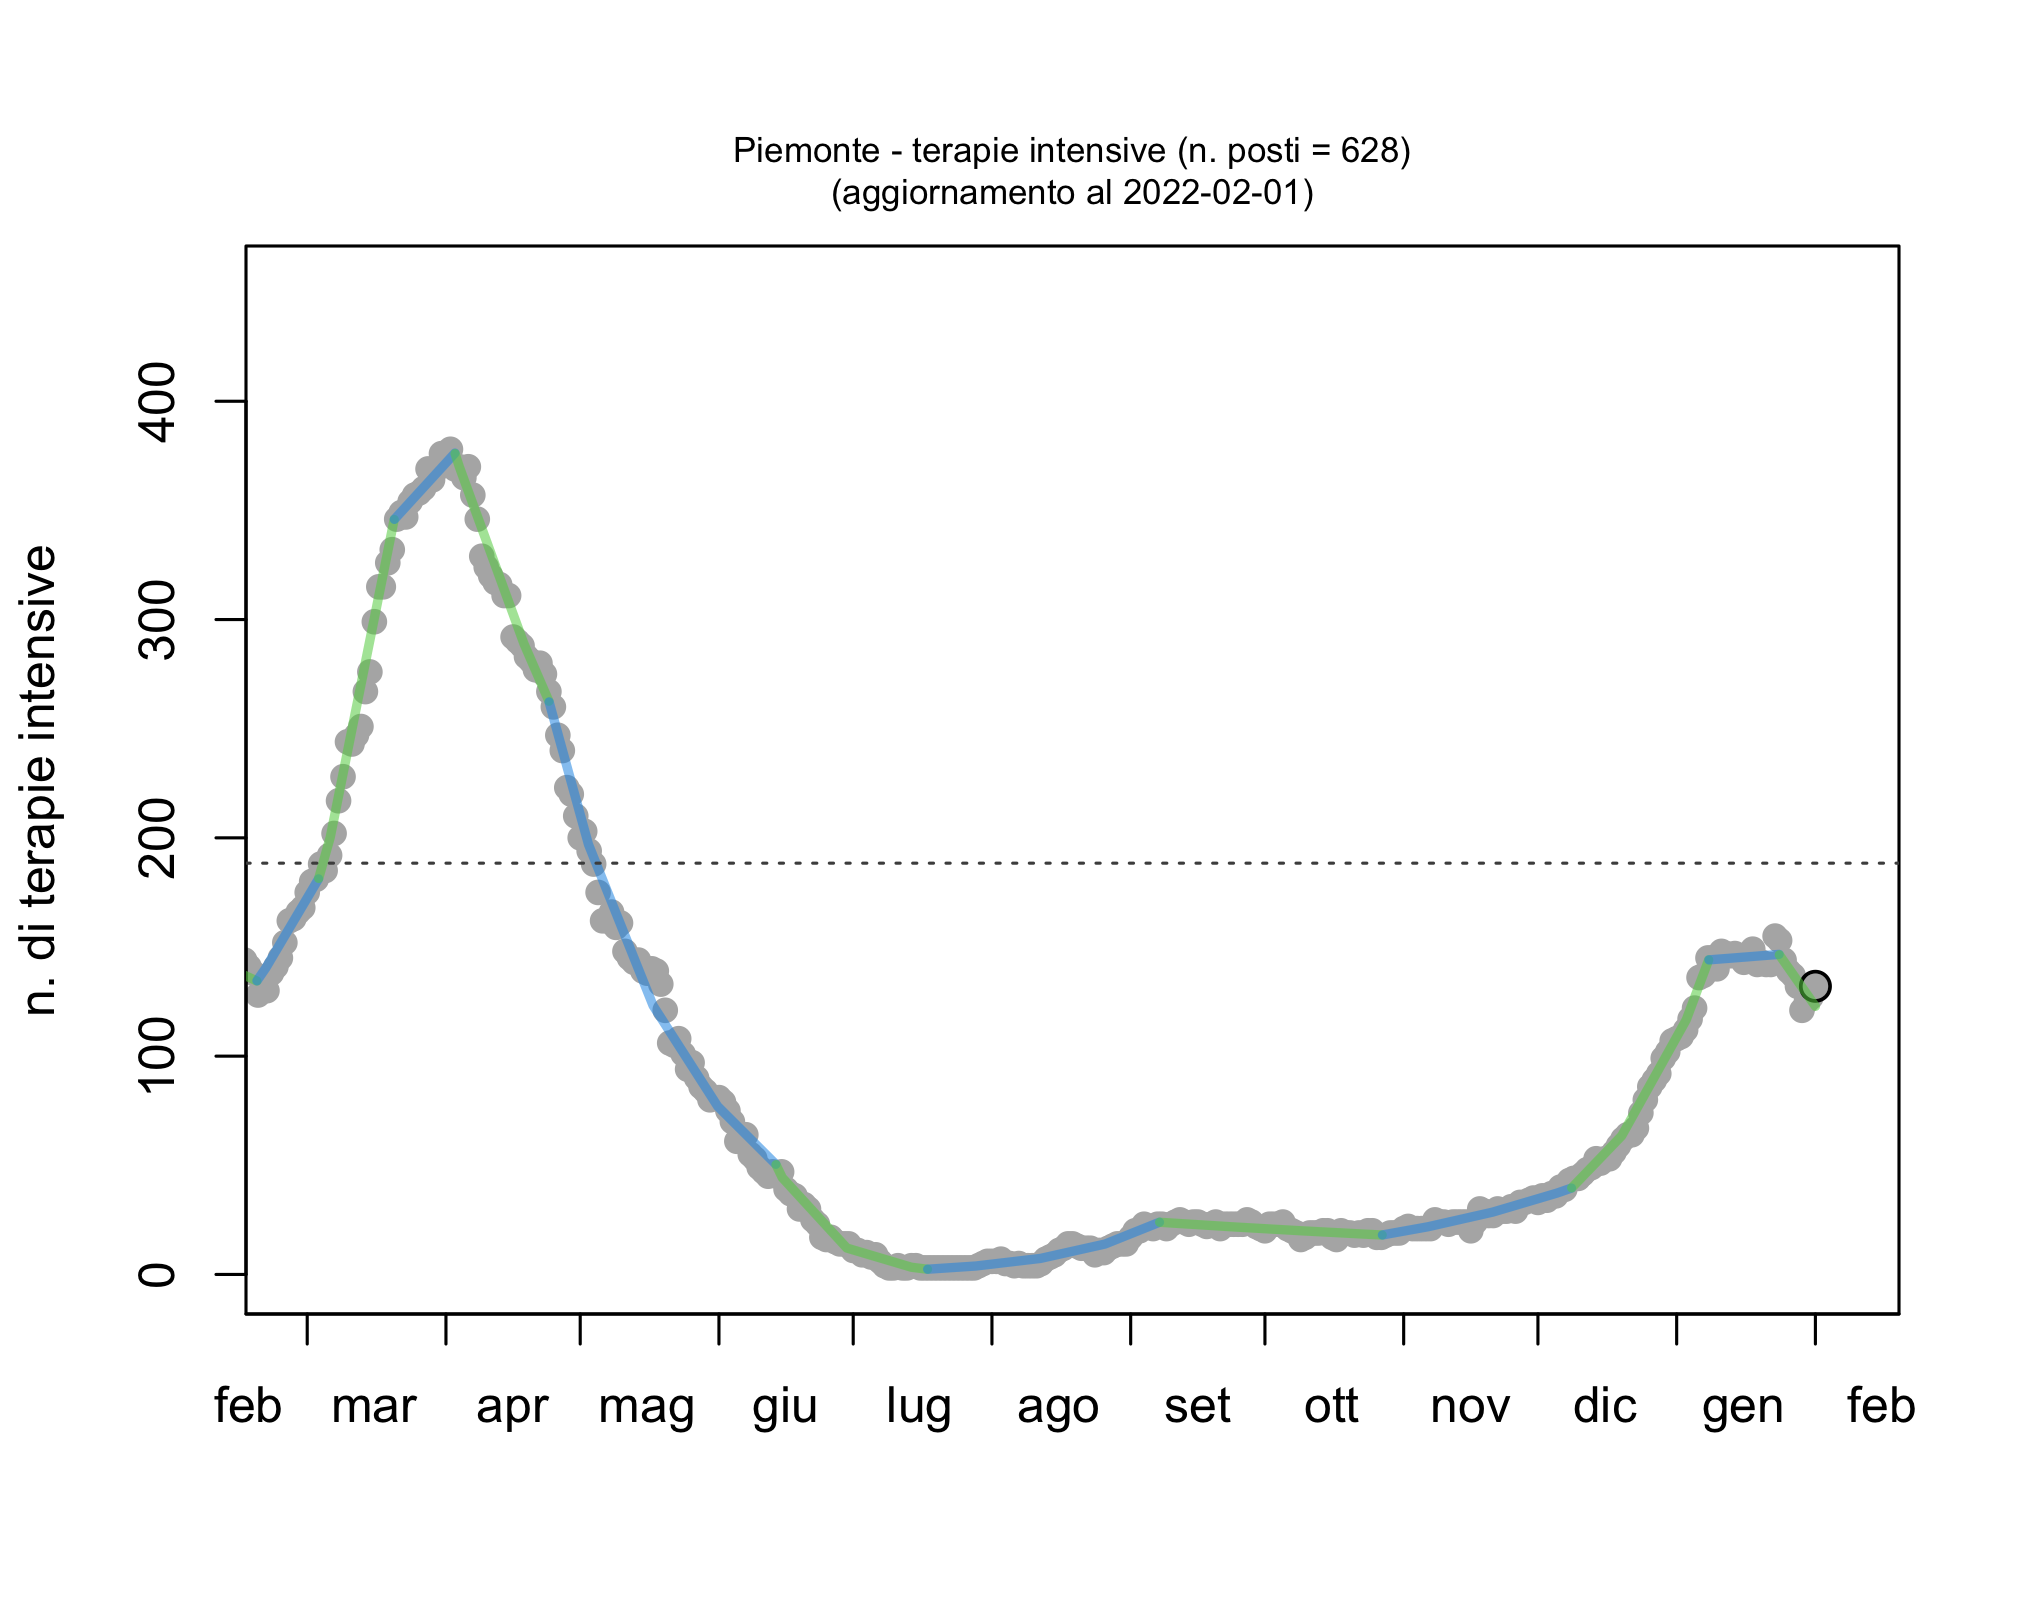 Piemonte - terapie intensive (n. posti = 628)
(aggiornamento al 2022-02-01)
n. di terapie intensive
400
300
200
100
0
feb mar apr mag giu lug ago set ott nov dic gen feb